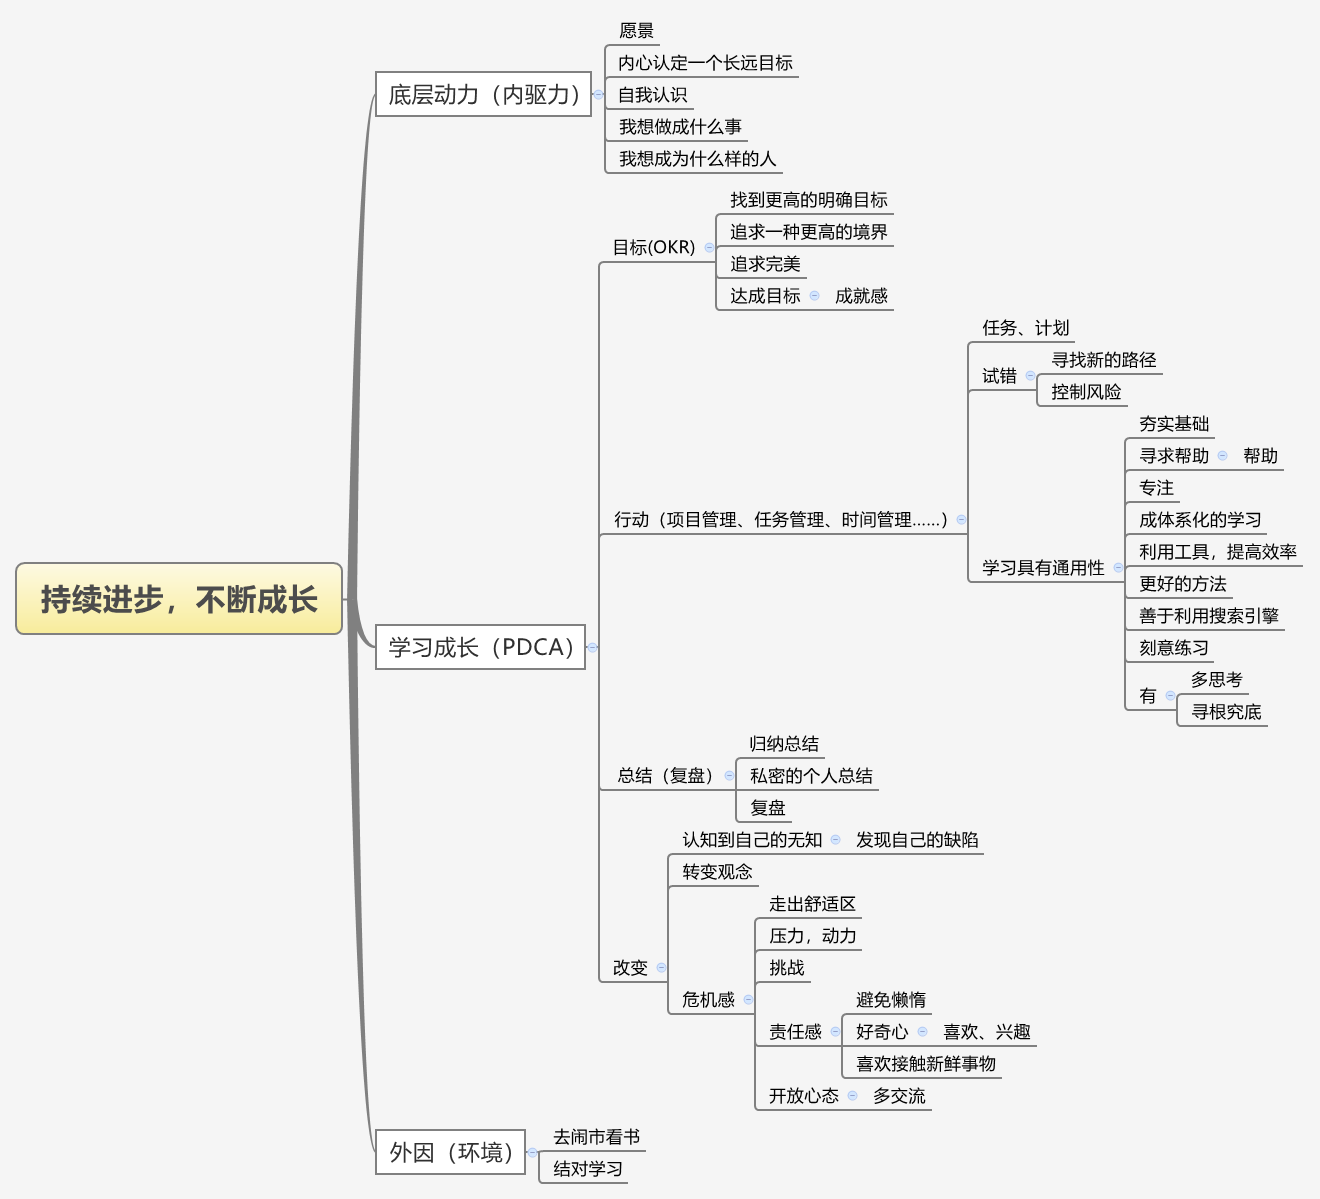 持续进步，不断成长
底层动力（内驱力）
愿景
内心认定一个长远目标
自我认识
我想做成什么事
我想成为什么样的人
学习成长（PDCA）
目标(OKR)
找到更高的明确目标
追求一种更高的境界
追求完美
达成目标
成就感
行动（项目管理、任务管理、时间管理......）
任务、计划
试错
寻找新的路径
控制风险
学习具有通用性
夯实基础
寻求帮助
帮助
专注
成体系化的学习
利用工具，提高效率
更好的方法
善于利用搜索引擎
刻意练习
有
多思考
寻根究底
总结（复盘）
归纳总结
私密的个人总结
复盘
改变
认知到自己的无知
发现自己的缺陷
转变观念
危机感
走出舒适区
压力，动力
挑战
责任感
避免懒惰
好奇心
喜欢、兴趣
喜欢接触新鲜事物
开放心态
多交流
外因（环境）
去闹市看书
结对学习